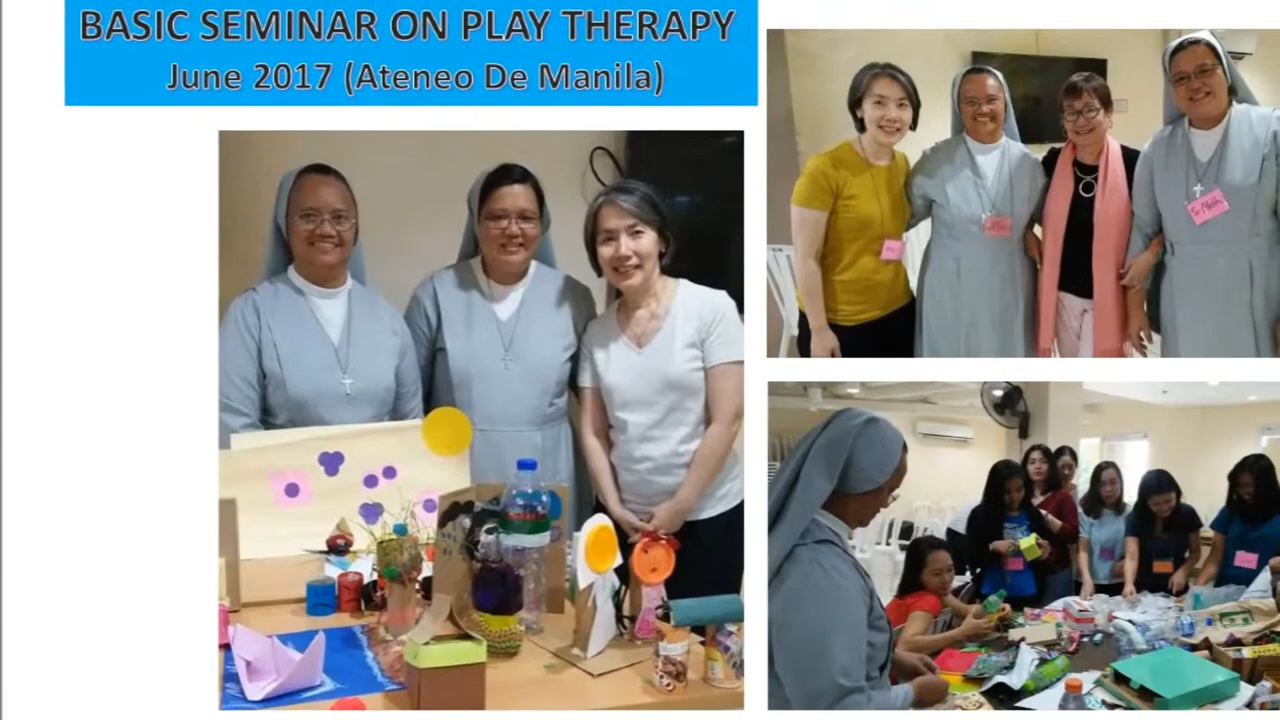 BASIC SEMINAR ON PLAY THERAPY
June 2017 (Ateneo De Manila)